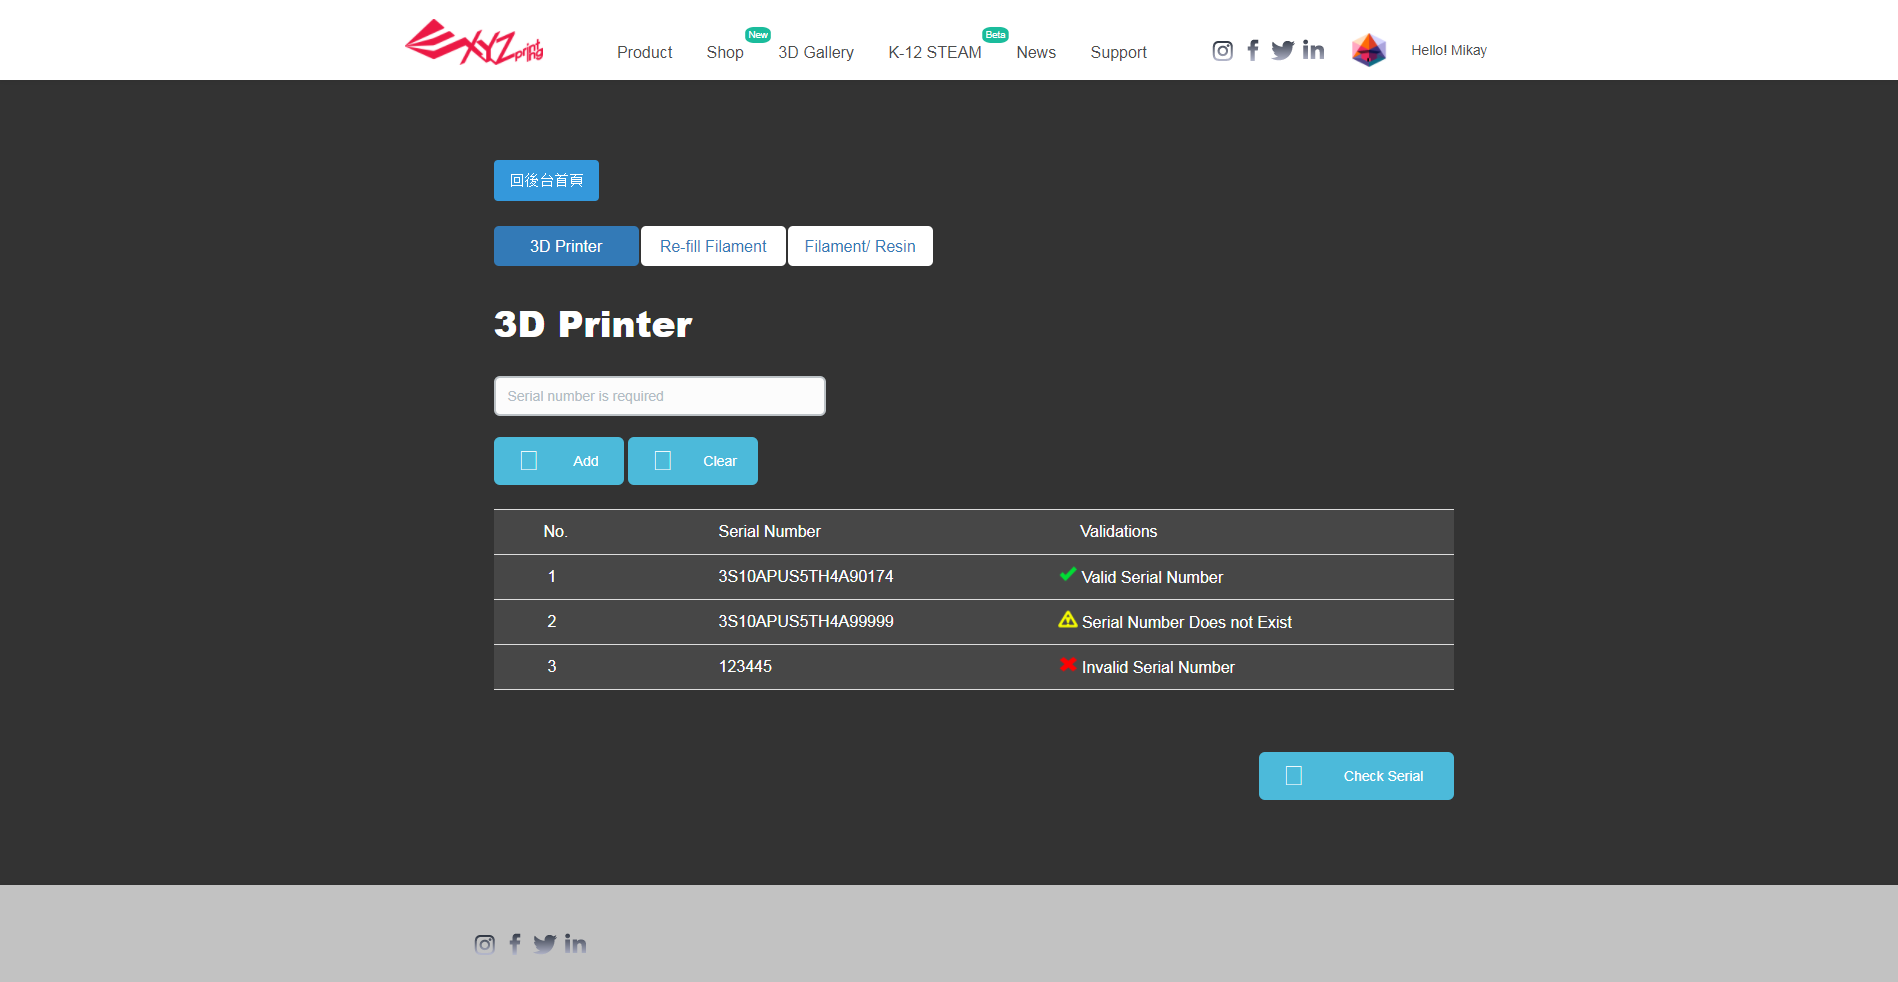 XYZprinting
Product Shop New 3D Gallery K-12 STEAM Beta News Support Hello! Mikay
回後台首頁
3D Printer Re-fill Filament Filament/ Resin
3D Printer
Serial number is required
Add Clear
No. Serial Number Validations
1 3S10APUS5TH4A90174 Valid Serial Number
2 3S10APUS5TH4A99999 Serial Number Does not Exist
3 123445 Invalid Serial Number
Check Serial